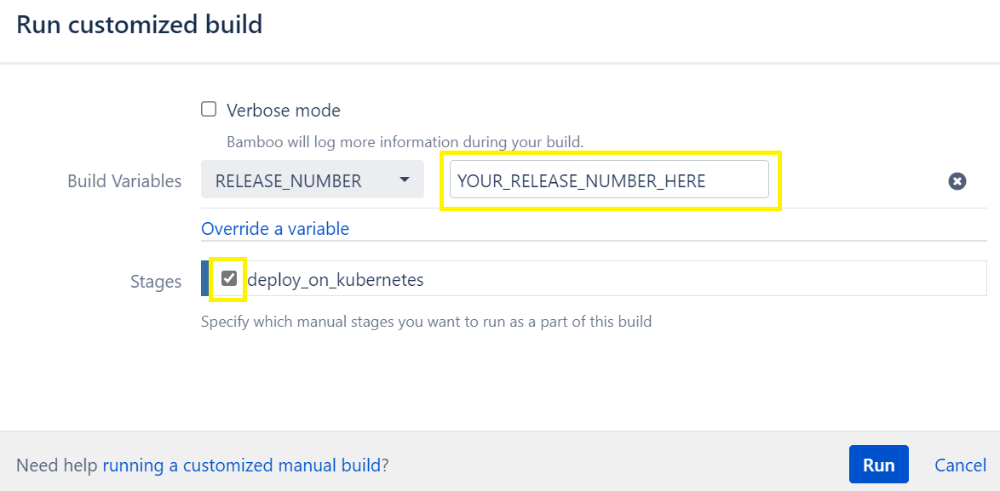 Run customized build
Verbose mode
Bamboo will log more information during your build.
Build Variables RELEASE_NUMBER YOUR_RELEASE_NUMBER_HERE
Override a variable
Stages deploy_on_kubernetes
Specify which manual stages you want to run as a part of this build
Need help running a customized manual build? Run Cancel